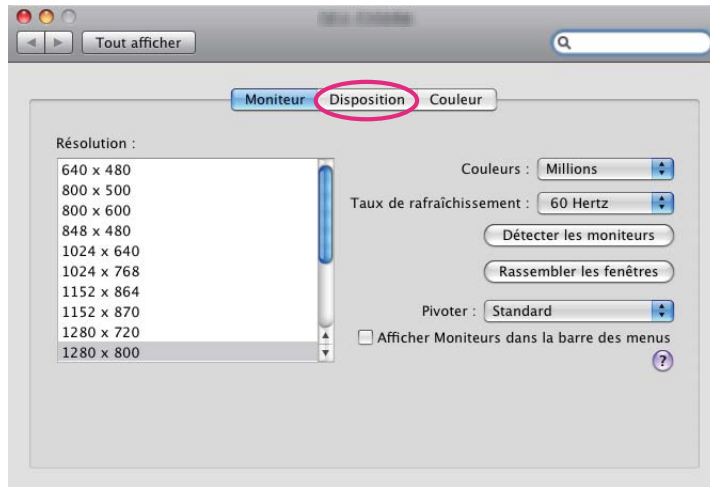 Tout afficher
Moniteur Disposition Couleur
Résolution :
640 x 480
800 x 500
800 x 600
848 x 480
1024 x 640
1024 x 768
1152 x 864
1152 x 870
1280 x 720
1280 x 800
Couleurs : Millions
Taux de rafraîchissement : 60 Hertz
Détecter les moniteurs
Rassembler les fenêtres
Pivoter : Standard
Afficher Moniteurs dans la barre des menus
?